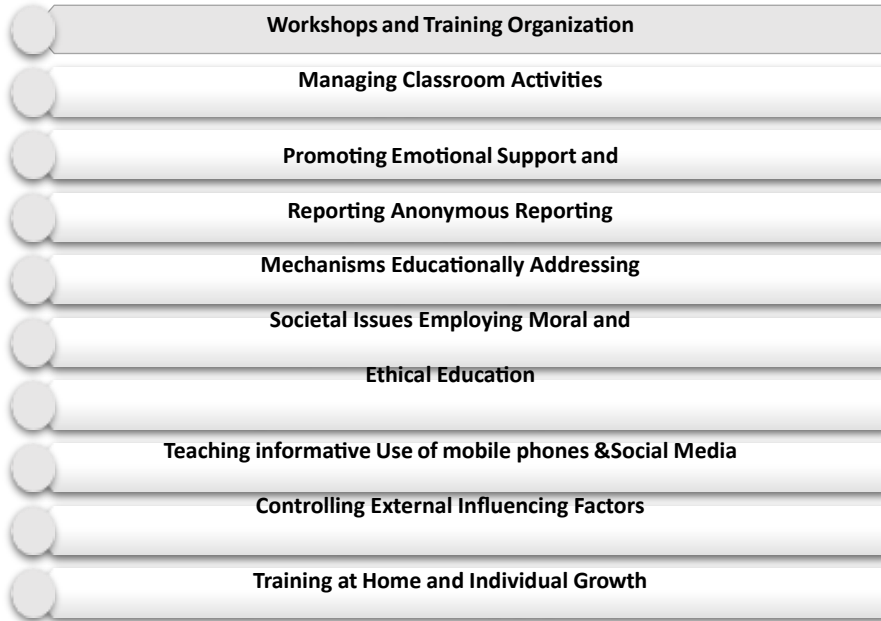 Workshops and Training Organization
Managing Classroom Activities
Promoting Emotional Support and
Reporting Anonymous Reporting
Mechanisms Educationally Addressing
Societal Issues Employing Moral and
Ethical Education
Teaching informative Use of mobile phones &Social Media
Controlling External Influencing Factors
Training at Home and Individual Growth